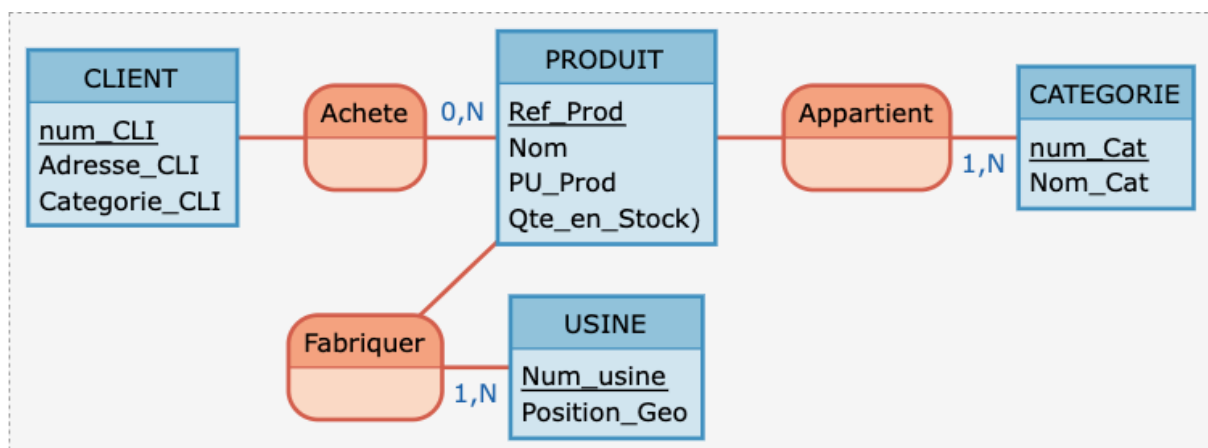 CLIENT
num_CLI
Adresse_CLI
Categorie_CLI
Achete
0,N
PRODUIT
Ref_Prod
Nom
PU_Prod
Qte_en_Stock)
Appartient
1,N
CATEGORIE
num_Cat
Nom_Cat
Fabriquer
1,N
USINE
Num_usine
Position_Geo